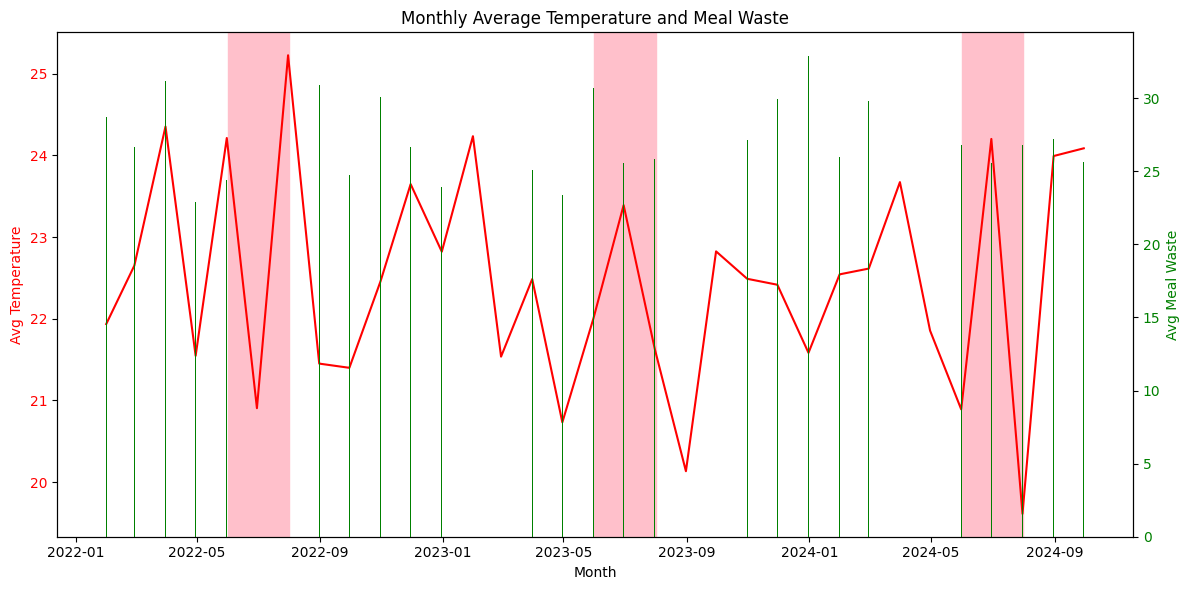 Monthly Average Temperature and Meal Waste
25
24
23
22
21
20
Avg Temperature
30
25
20
15
10
5
0
Avg Meal Waste
2022-01 2022-05 2022-09 2023-01 2023-05 2023-09 2024-01 2024-05 2024-09
Month